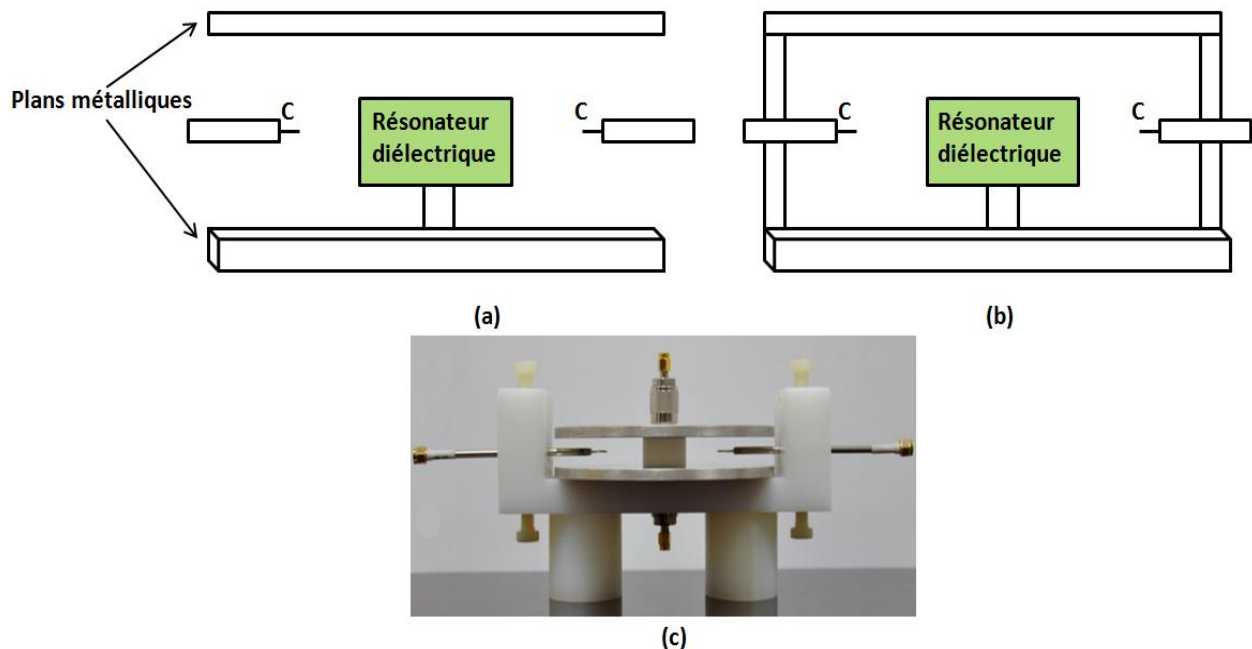 Plans métalliques
C
Résonateur
diélectrique
C
C
Résonateur
diélectrique
C
(a)
(b)
(c)